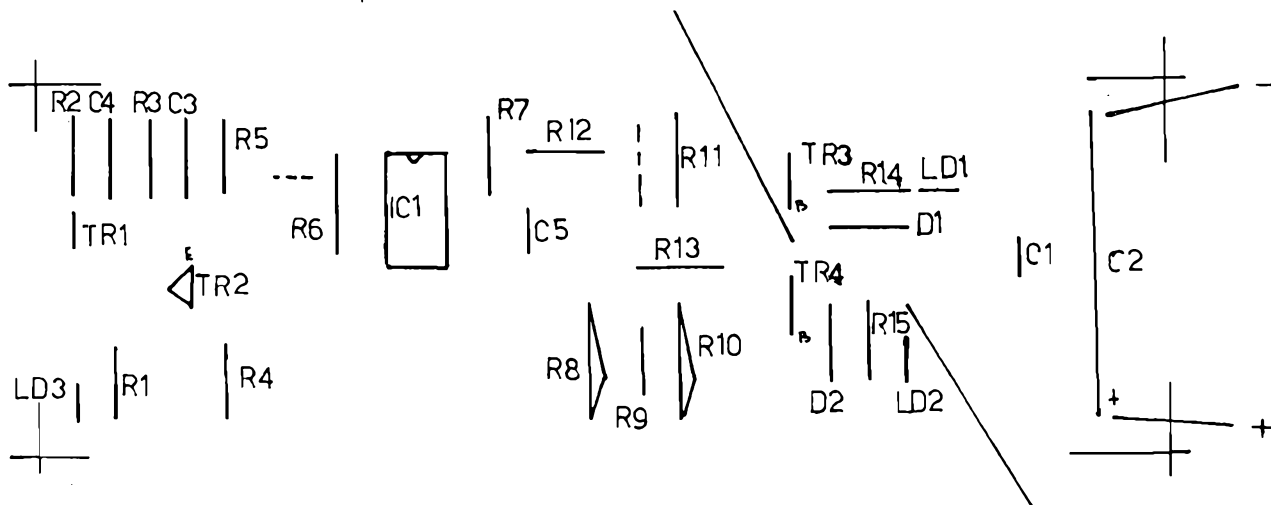 R2 C4 R3 C3
R5
R7
R12
R11
TR3
R14
LD1
B
D1
IC1
R6
C5
TR1
E
TR2
R13
TR4
B
C1
C2
R15
R8
R10
R9
D2
LD2
LD3
R1
R4
-
+
+